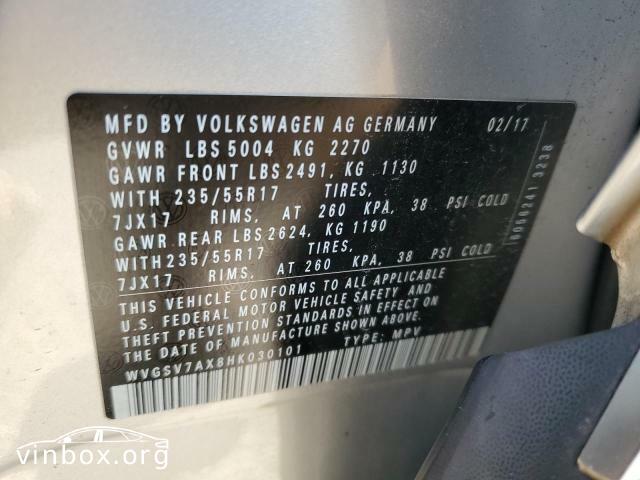 MFD BY VOLKSWAGEN AG GERMANY 02/17
GVWR LBS 5004 KG 2270
GAWR FRONT LBS 2491, KG 1130
WITH 235/55R17 TIRES,
7JX17 RIMS, AT 260 KPA, 38 PSI COLD
GAWR REAR LBS 2624, KG 1190
WITH 235/55R17 TIRES,
7JX17 RIMS, AT 260 KPA, 38 PSI COLD
THIS VEHICLE CONFORMS TO ALL APPLICABLE
U.S. FEDERAL MOTOR VEHICLE SAFETY AND
THEFT PREVENTION STANDARDS IN EFFECT ON
THE DATE OF MANUFACTURE SHOWN ABOVE.
WVGSV7AX8HK030101 TYPE: MPV
vinbox.org